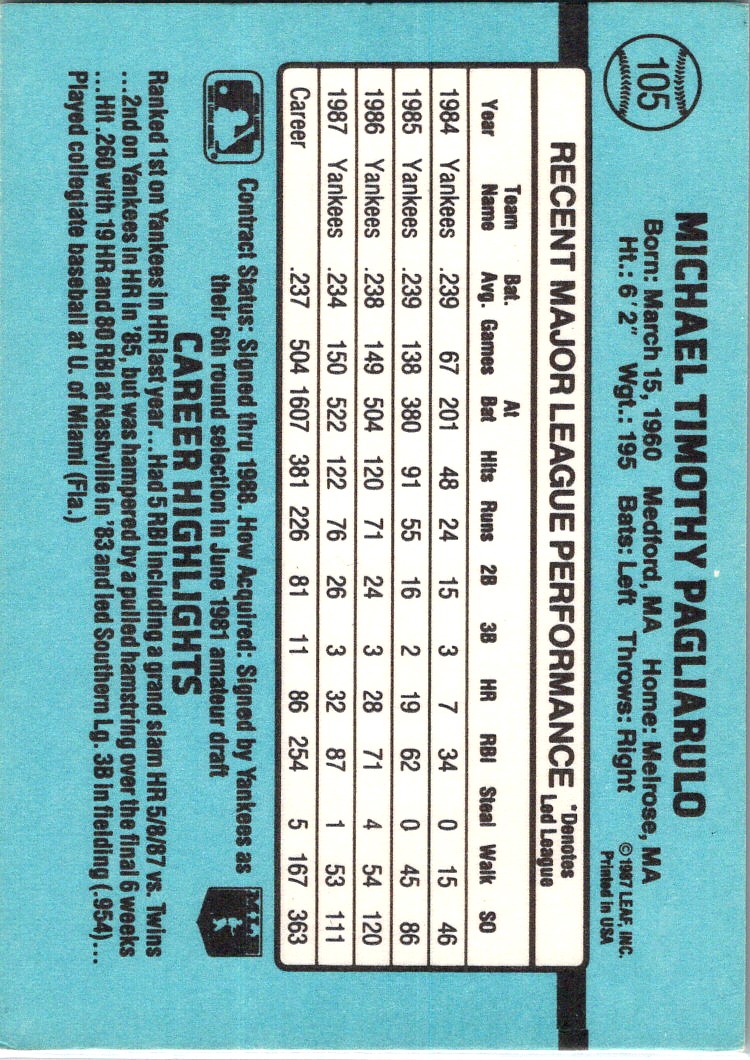 105
MICHAEL TIMOTHY PAGLIARULO
Born: March 15, 1960 Medford, MA Home: Melrose, MA
Ht.: 6'2" Wgt.: 195 Bats: Left Throws: Right
©1987 LEAF, INC.
Printed in USA
RECENT MAJOR LEAGUE PERFORMANCE
*Denotes
Led League
Year Team Name Bat. Avg. Games At Bat Hits Runs 2B 3B HR RBI Steal Walk SO
1984 Yankees .239 67 201 48 24 15 3 7 34 0 15 46
1985 Yankees .239 138 380 91 55 16 2 19 62 0 45 86
1986 Yankees .238 149 504 120 71 24 3 28 71 4 54 120
1987 Yankees .234 150 522 122 76 26 3 32 87 1 53 111
Career .237 504 1607 381 226 81 11 86 254 5 167 363
Contract Status: Signed thru 1988. How Acquired: Signed by Yankees as
their 6th round selection in June 1981 amateur draft
CAREER HIGHLIGHTS
Ranked 1st on Yankees in HR last year...Had 5 RBI including a grand slam HR 5/8/87 vs. Twins
...2nd on Yankees in HR in '85, but was hampered by a pulled hamstring over the final 6 weeks
...Hit .260 with 19 HR and 80 RBI at Nashville in '83 and led Southern Lg. 3B in fielding (.954)...
Played collegiate baseball at U. of Miami (Fla.)